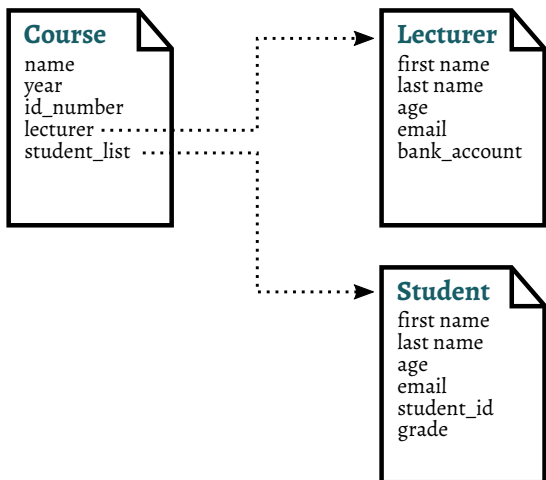 Course
name
year
id_number
lecturer
student_list
Lecturer
first name
last name
age
email
bank_account
Student
first name
last name
age
email
student_id
grade